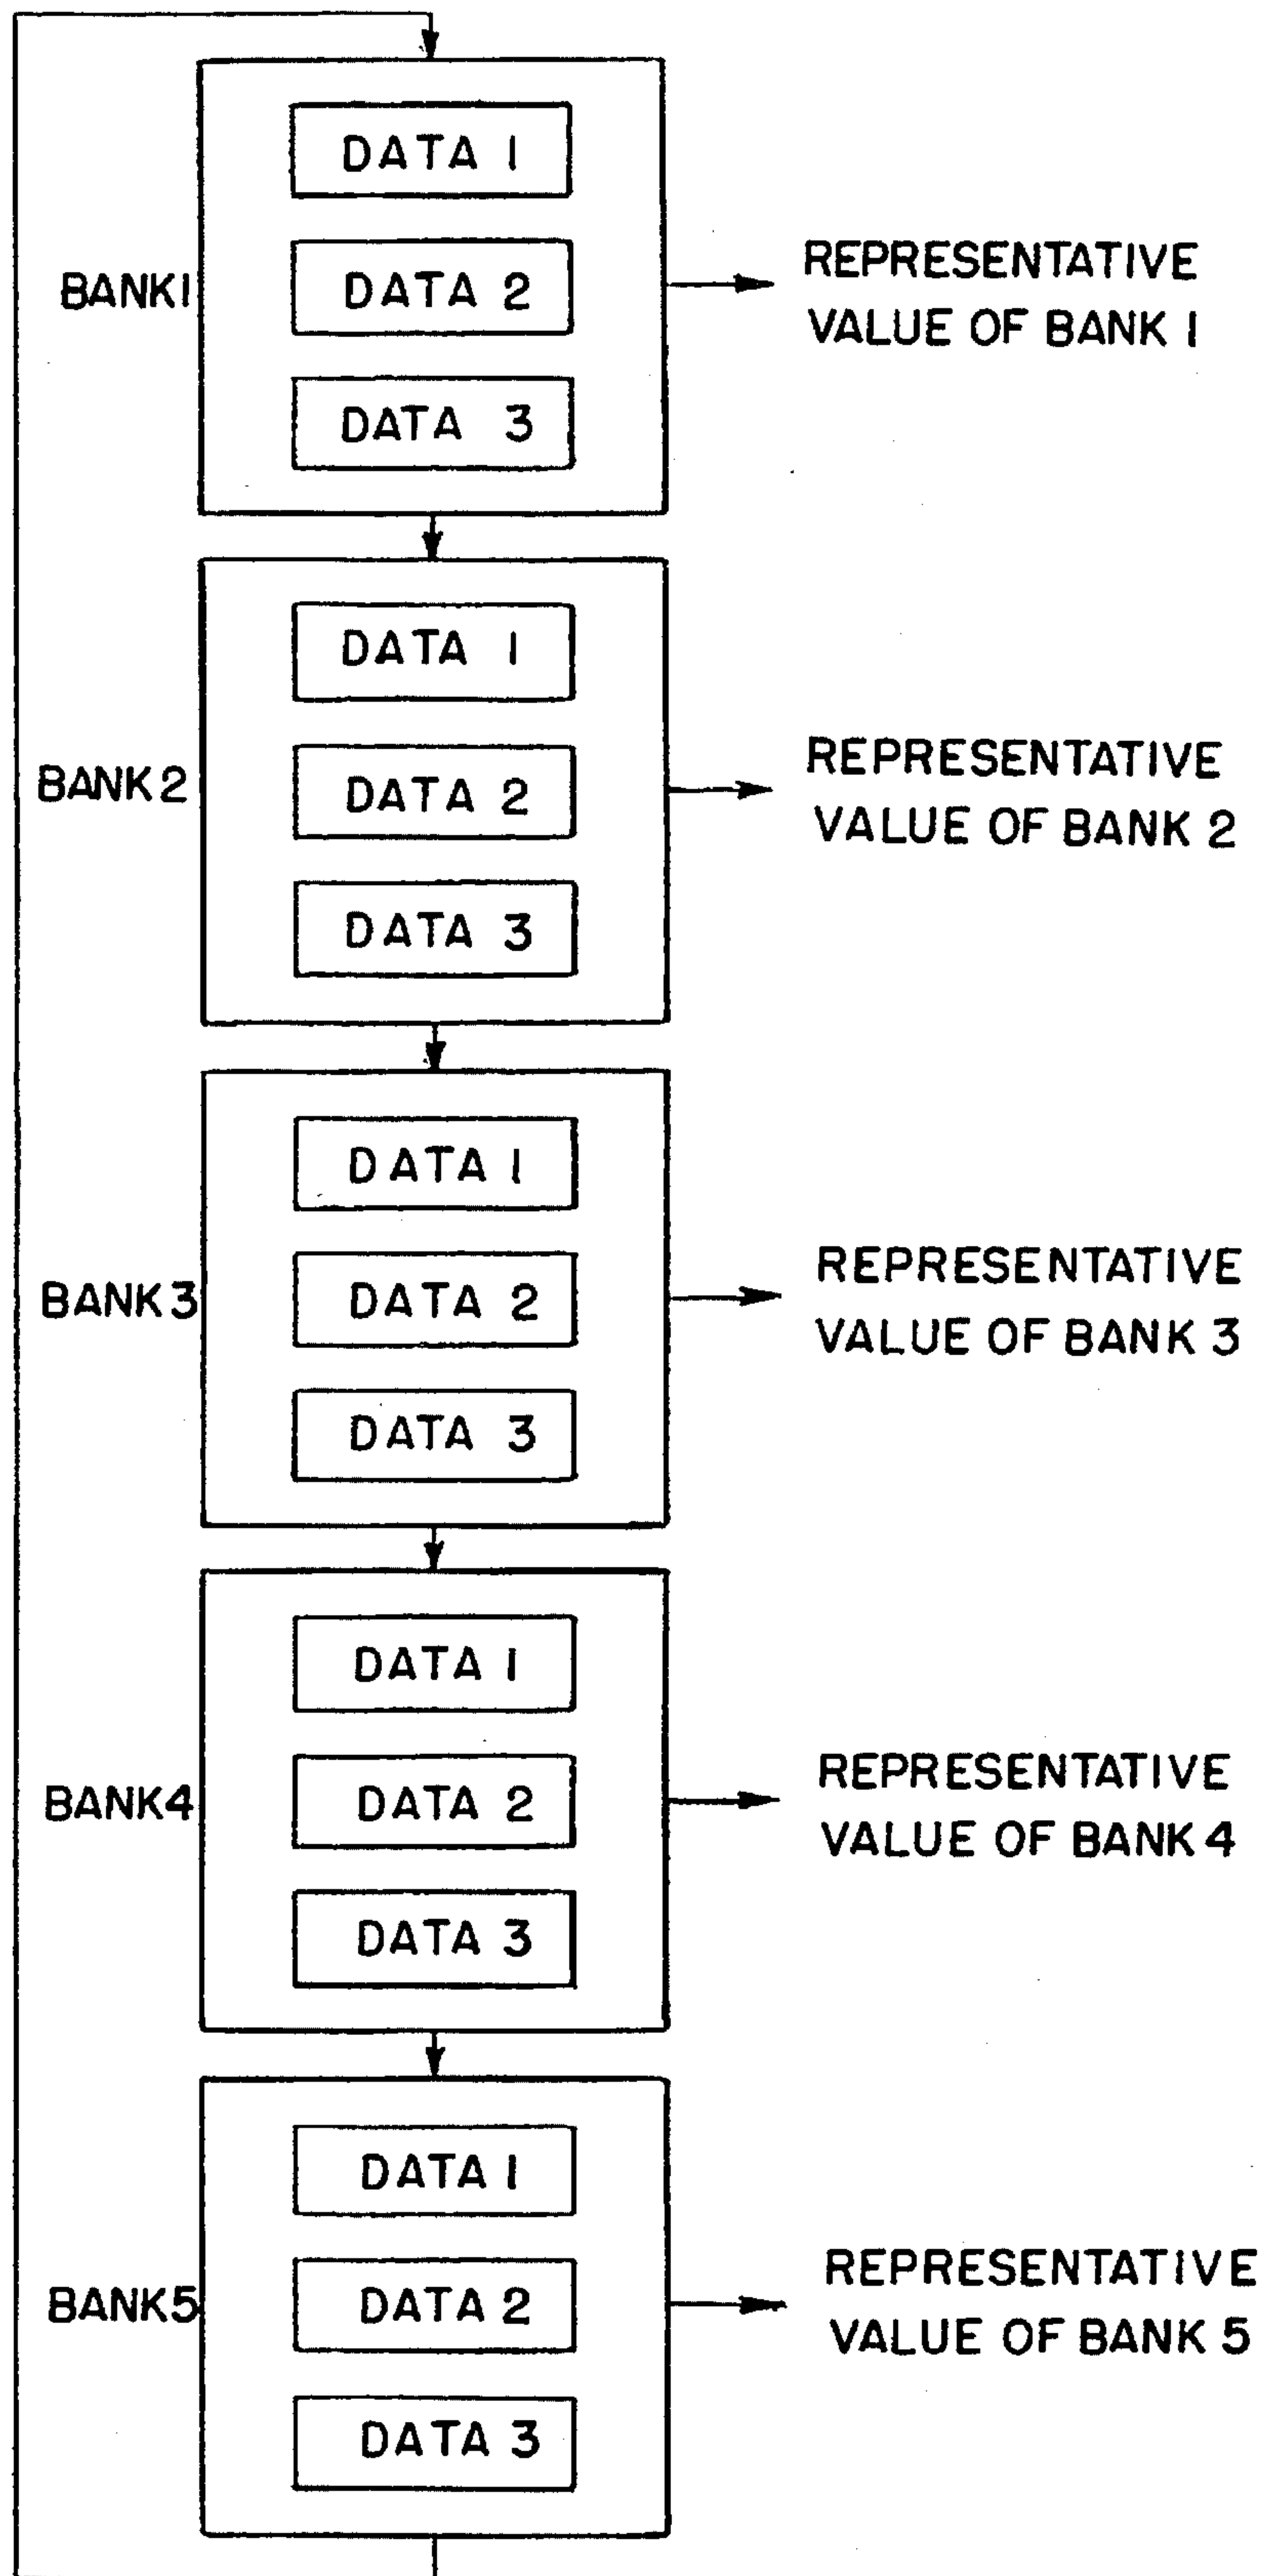 DATA 1
BANK1
DATA 2
DATA 3
REPRESENTATIVE
VALUE OF BANK 1
DATA 1
BANK2
DATA 2
DATA 3
REPRESENTATIVE
VALUE OF BANK 2
DATA 1
BANK3
DATA 2
DATA 3
REPRESENTATIVE
VALUE OF BANK 3
DATA 1
BANK4
DATA 2
DATA 3
REPRESENTATIVE
VALUE OF BANK 4
DATA 1
BANK5
DATA 2
DATA 3
REPRESENTATIVE
VALUE OF BANK 5